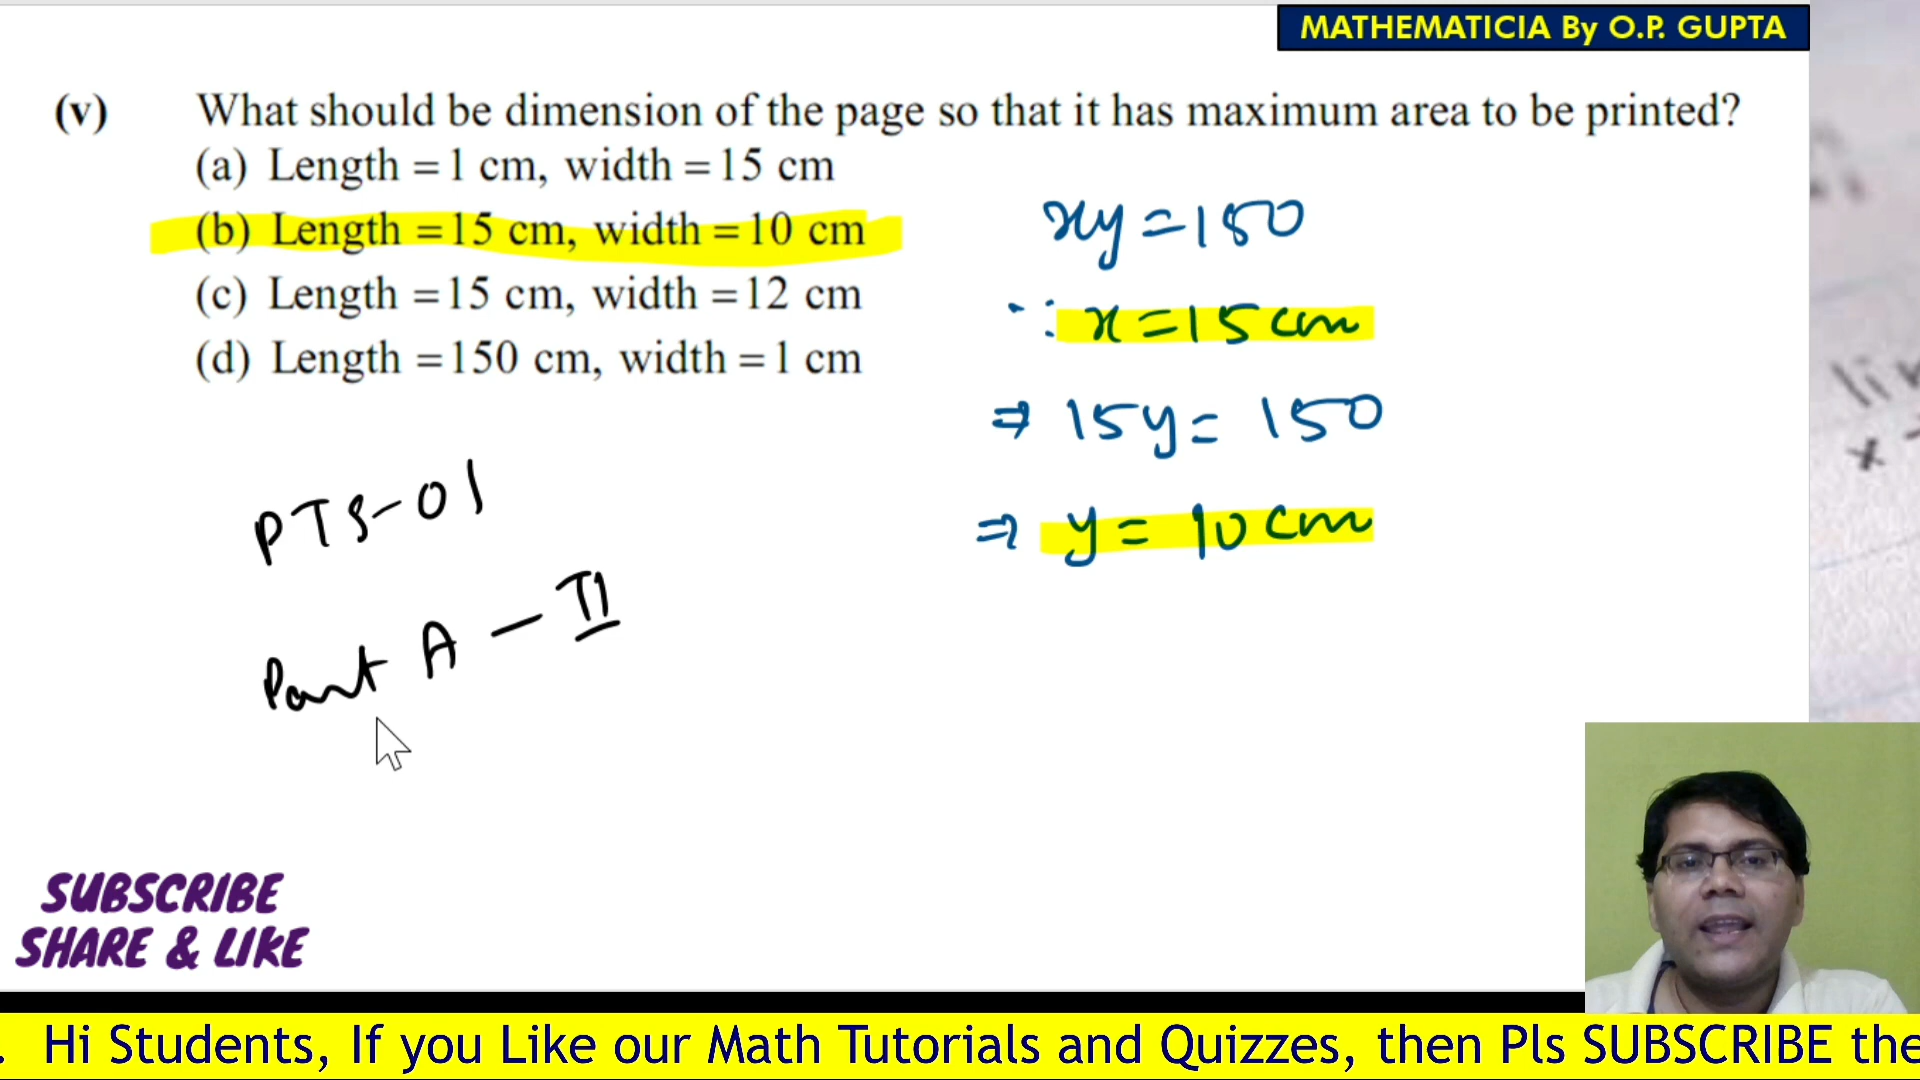 MATHEMATICIA By O.P. GUPTA
(v) What should be dimension of the page so that it has maximum area to be printed?
(a) Length = 1 cm, width = 15 cm
(b) Length = 15 cm, width = 10 cm
(c) Length = 15 cm, width = 12 cm
(d) Length = 150 cm, width = 1 cm
xy = 150
∵ x = 15 cm
⇒ 15y = 150
⇒ y = 10 cm
PTS-01
Part A - II
SUBSCRIBE
SHARE & LIKE
. Hi Students, If you Like our Math Tutorials and Quizzes, then Pls SUBSCRIBE the